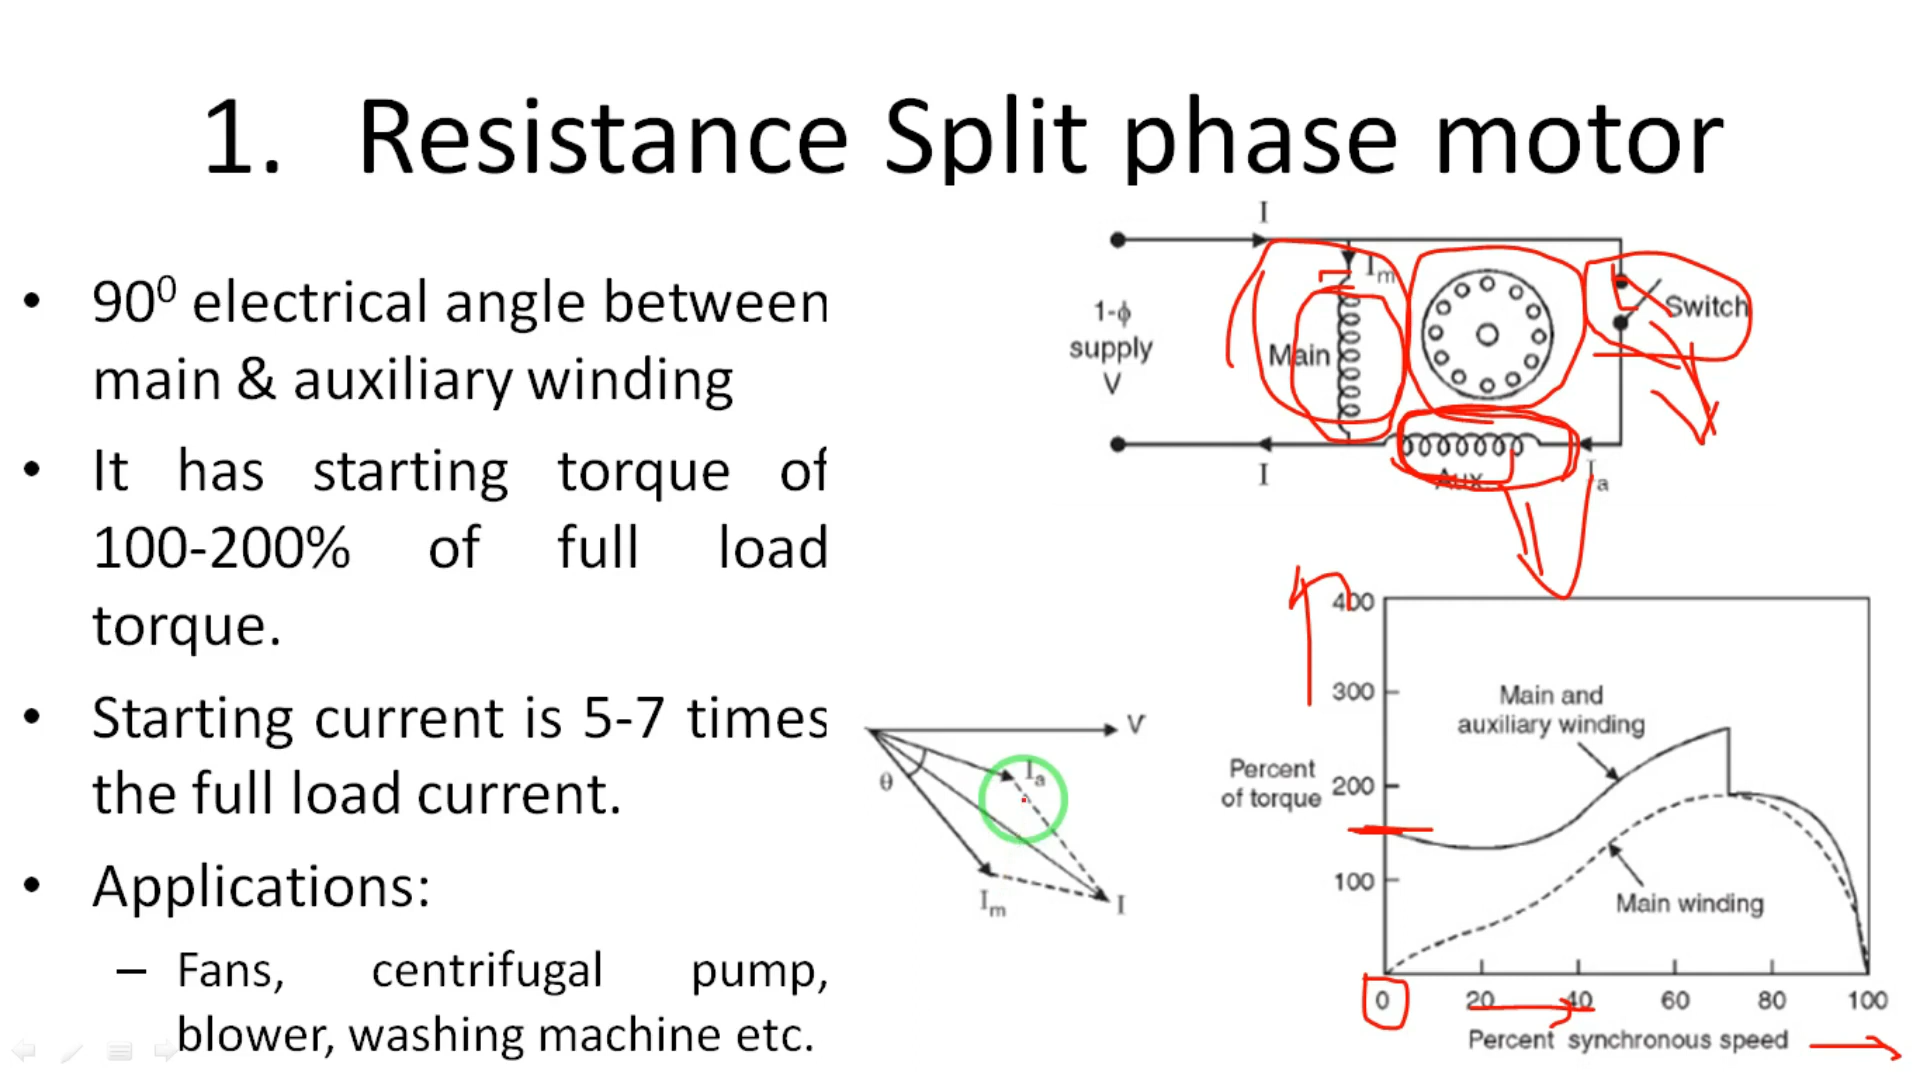 1. Resistance Split phase motor
• 90⁰ electrical angle between
main & auxiliary winding
• It has starting torque of
100-200% of full load
torque.
• Starting current is 5-7 times
the full load current.
• Applications:
– Fans, centrifugal pump,
blower, washing machine etc.
I
Im
1-ϕ
supply
V
Main
Switch
I
Aux.
Ia
V
θ
Ia
Im
I
400
300
200
100
Percent
of torque
Main and
auxiliary winding
Main winding
0 20 40 60 80 100
Percent synchronous speed